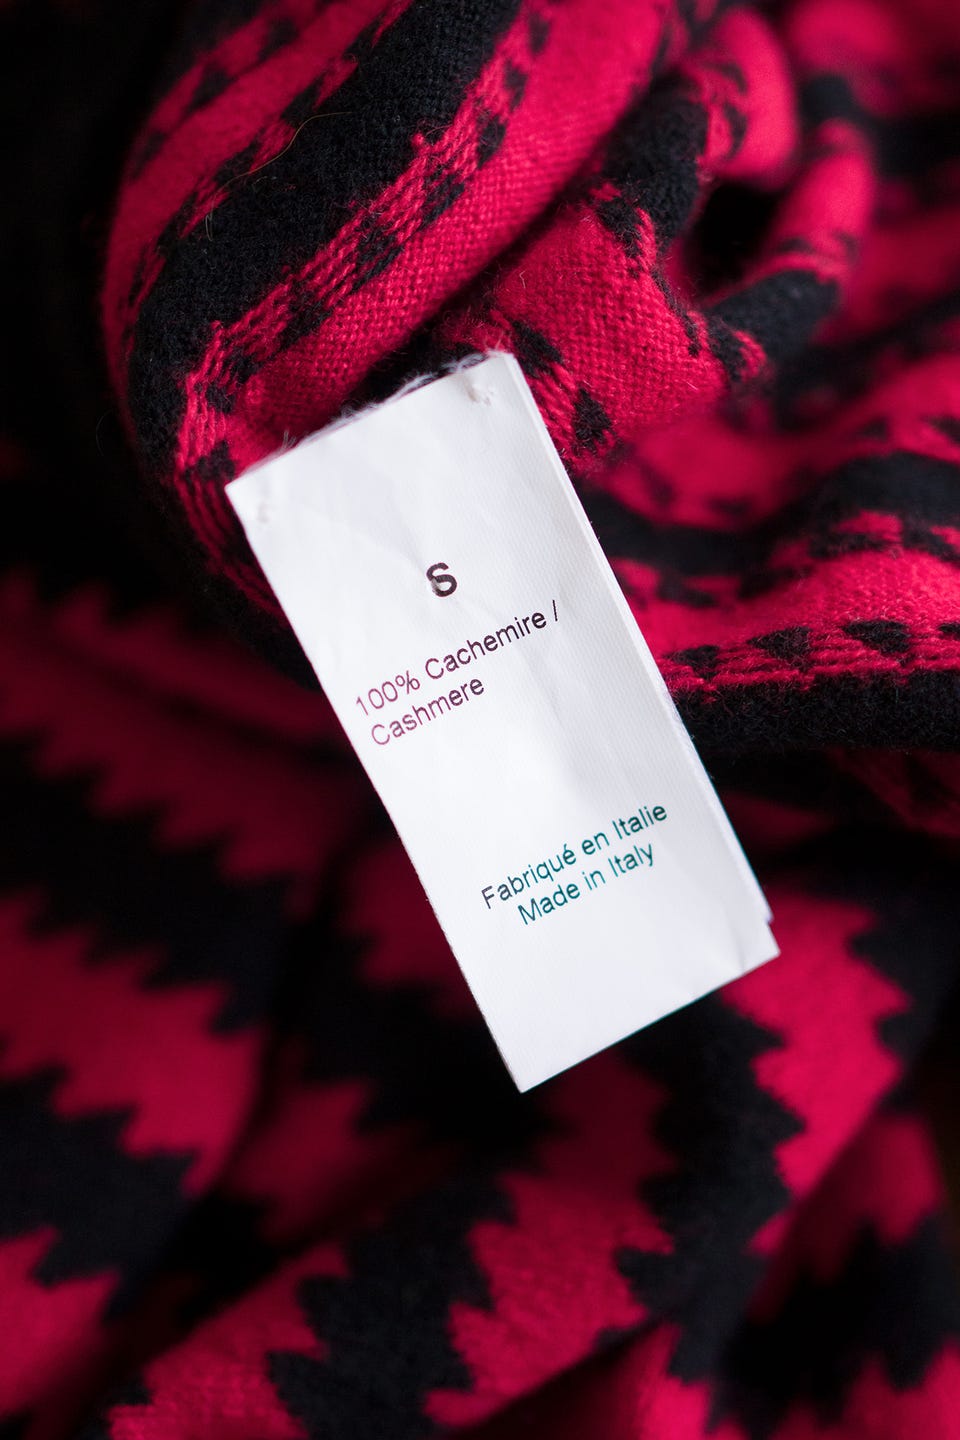 S
100% Cachemire /
Cashmere
Fabriqué en Italie
Made in Italy